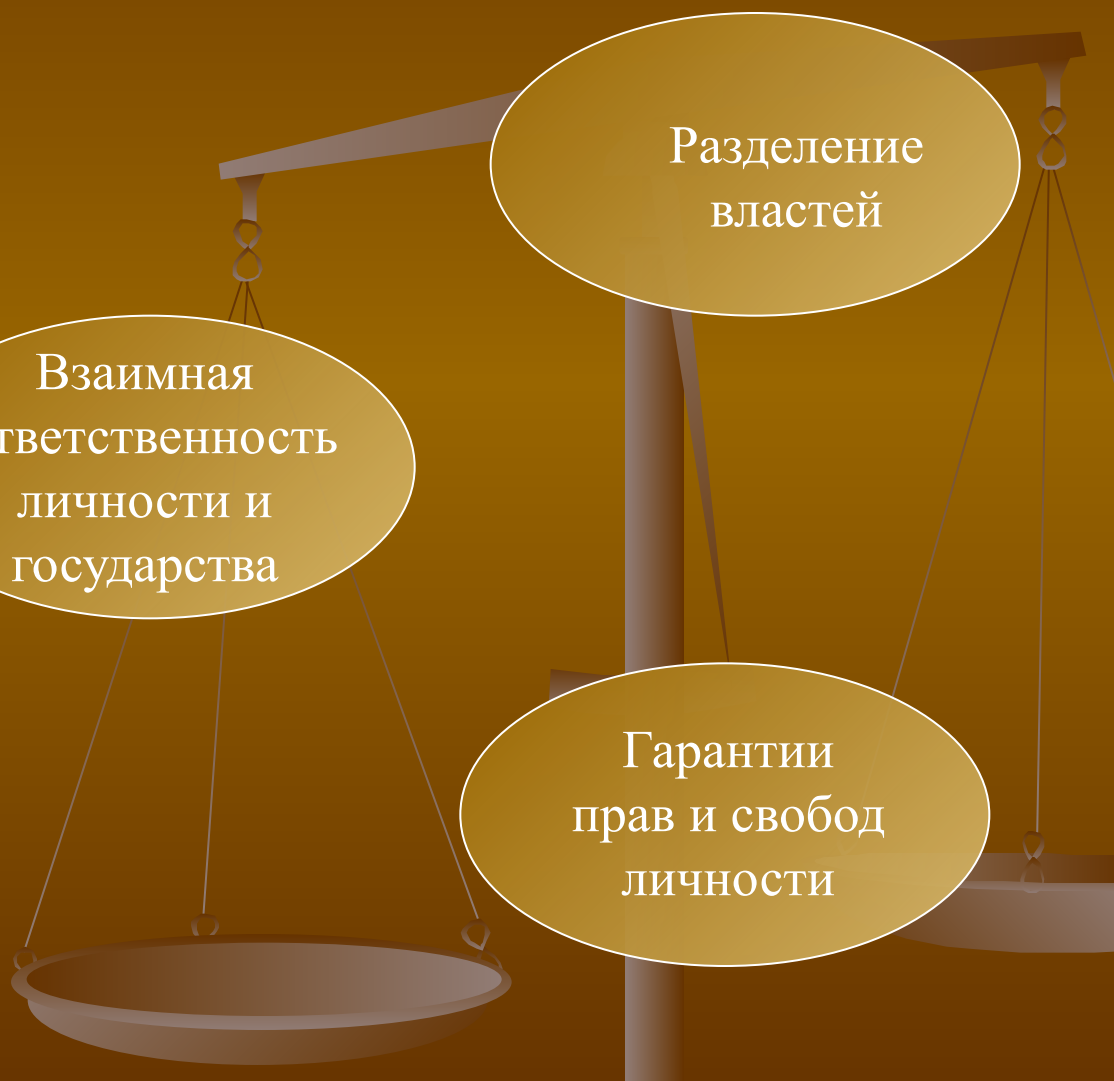 Разделение
властей
Взаимная
тветственность
личности и
государства
Гарантии
прав и свобод
личности